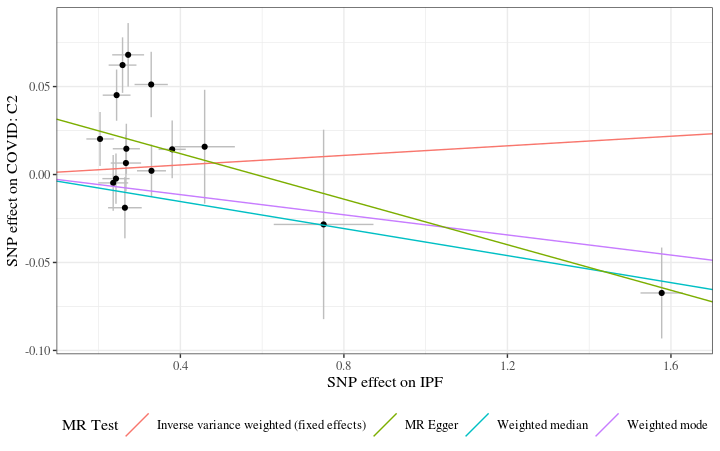 SNP effect on COVID: C2
0.05
0.00
-0.05
-0.10
0.4
0.8
1.2
1.6
SNP effect on IPF
MR Test
Inverse variance weighted (fixed effects)
MR Egger
Weighted median
Weighted mode